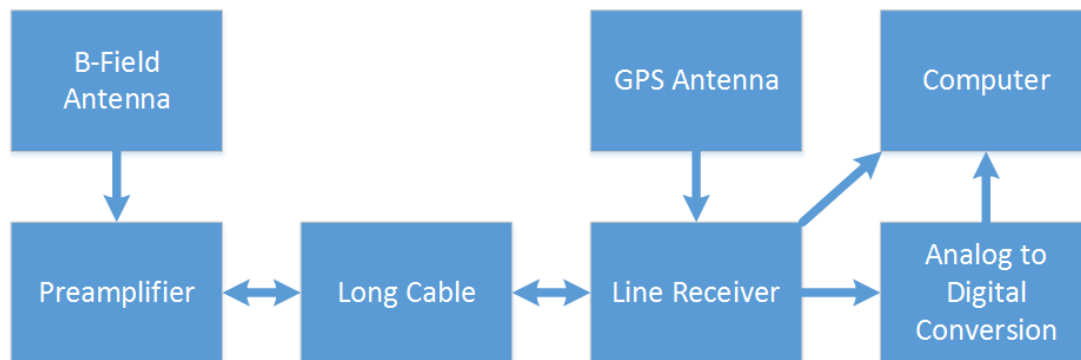 B-Field
Antenna
GPS Antenna
Computer
Preamplifier
Long Cable
Line Receiver
Analog to
Digital
Conversion